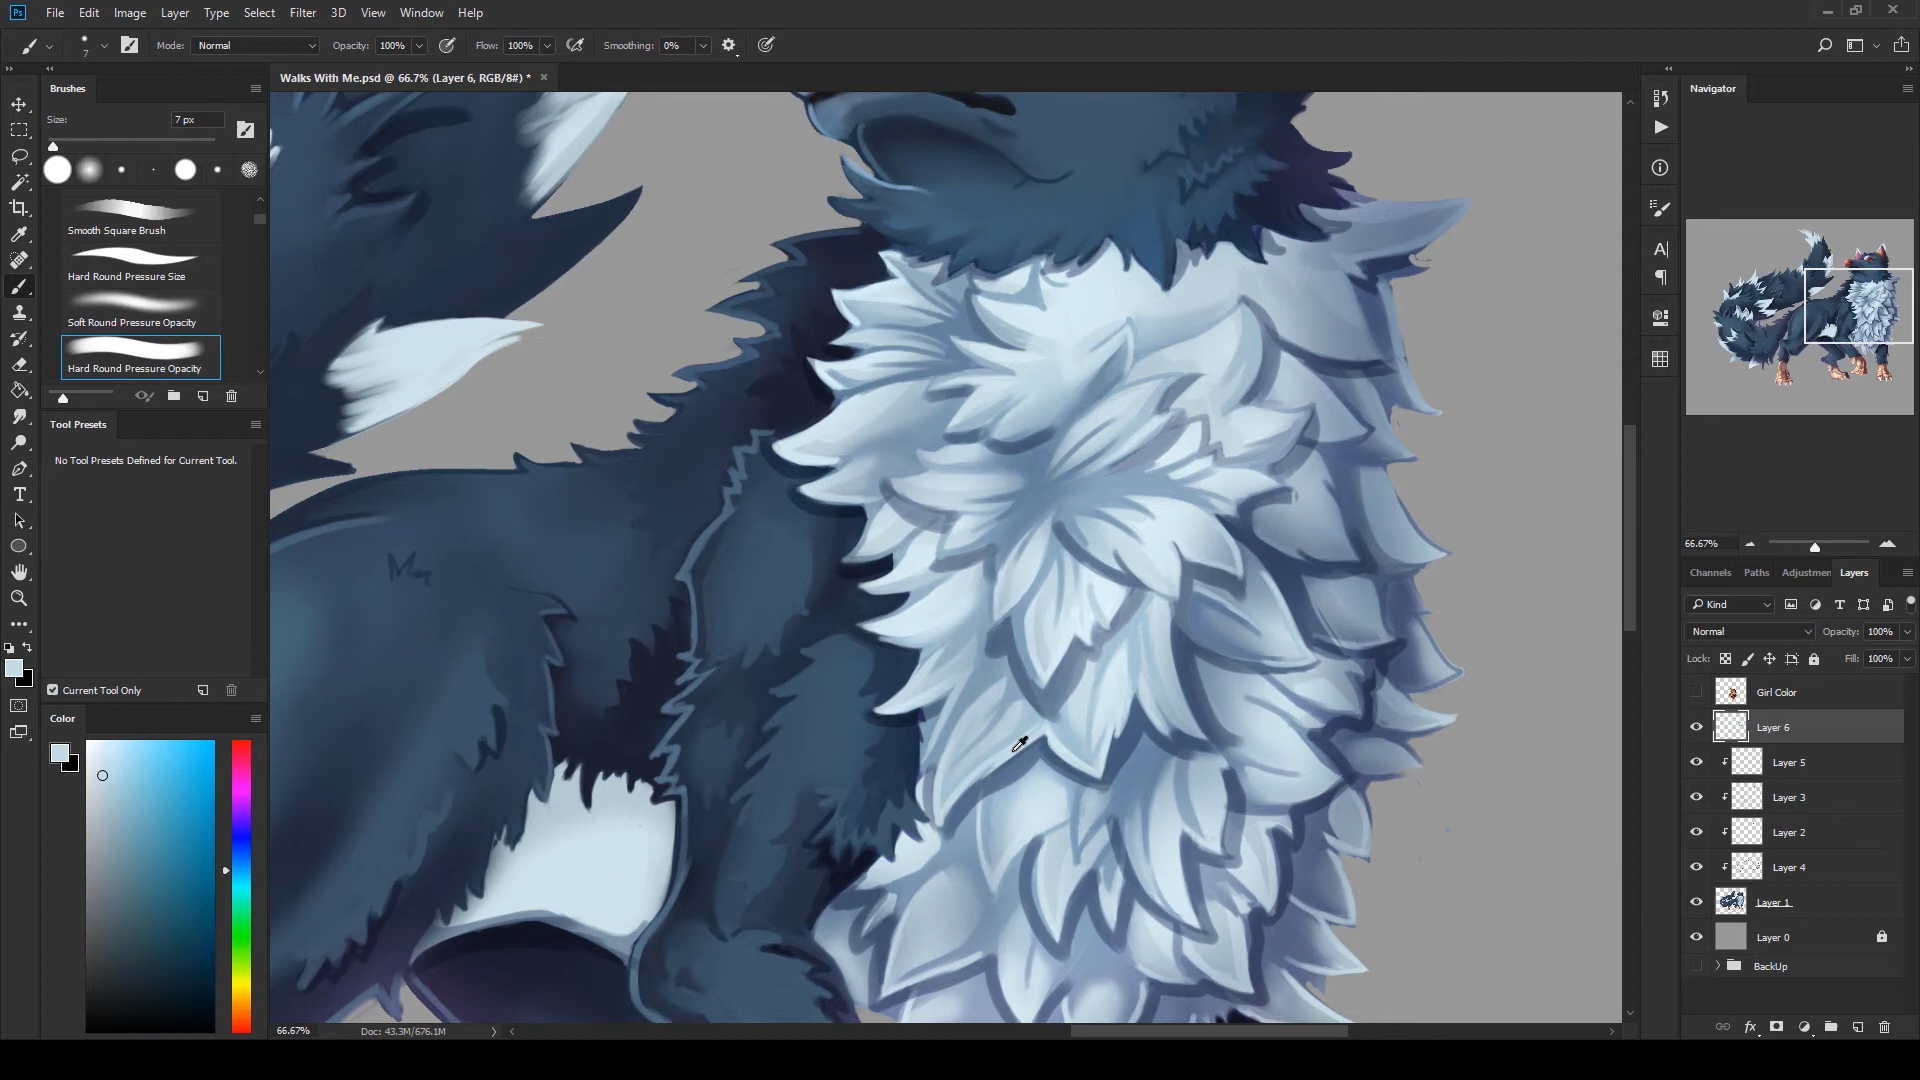 Ps File Edit Image Layer Type Select Filter 3D View Window Help
7 Mode: Normal Opacity: 100% Flow: 100% Smoothing: 0%
Walks With Me.psd @ 66.7% (Layer 6, RGB/8#) *
Brushes
Size: 7 px
Smooth Square Brush
Hard Round Pressure Size
Soft Round Pressure Opacity
Hard Round Pressure Opacity
Tool Presets
No Tool Presets Defined for Current Tool.
Current Tool Only
Color
66.67% Doc: 43.3M/676.1M
Navigator
66.67%
Channels Paths Adjustmen Layers
Kind
Normal Opacity: 100%
Lock: Fill: 100%
Girl Color
Layer 6
Layer 5
Layer 3
Layer 2
Layer 4
Layer 1
Layer 0
BackUp